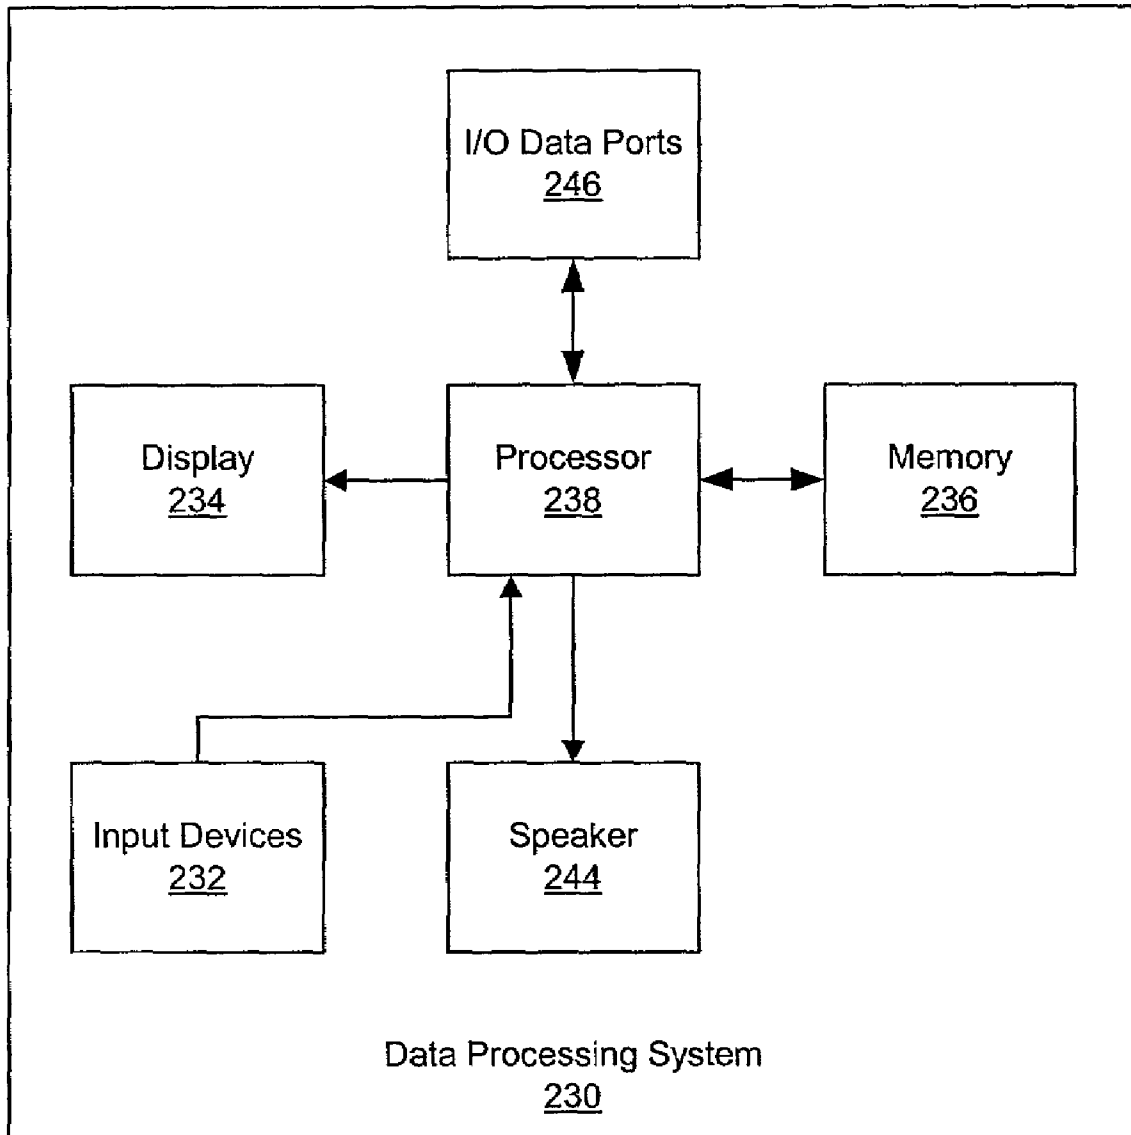 I/O Data Ports
246
Display
234
Processor
238
Memory
236
Input Devices
232
Speaker
244
Data Processing System
230